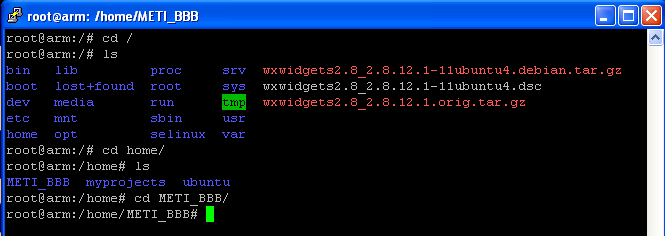 root@arm: /home/METI_BBB
root@arm:/# cd /
root@arm:/# ls
bin lib proc srv wxwidgets2.8_2.8.12.1-11ubuntu4.debian.tar.gz
boot lost+found root sys wxwidgets2.8_2.8.12.1-11ubuntu4.dsc
dev media run tmp wxwidgets2.8_2.8.12.1.orig.tar.gz
etc mnt sbin usr
home opt selinux var
root@arm:/# cd home/
root@arm:/home# ls
METI_BBB myprojects ubuntu
root@arm:/home# cd METI_BBB/
root@arm:/home/METI_BBB#